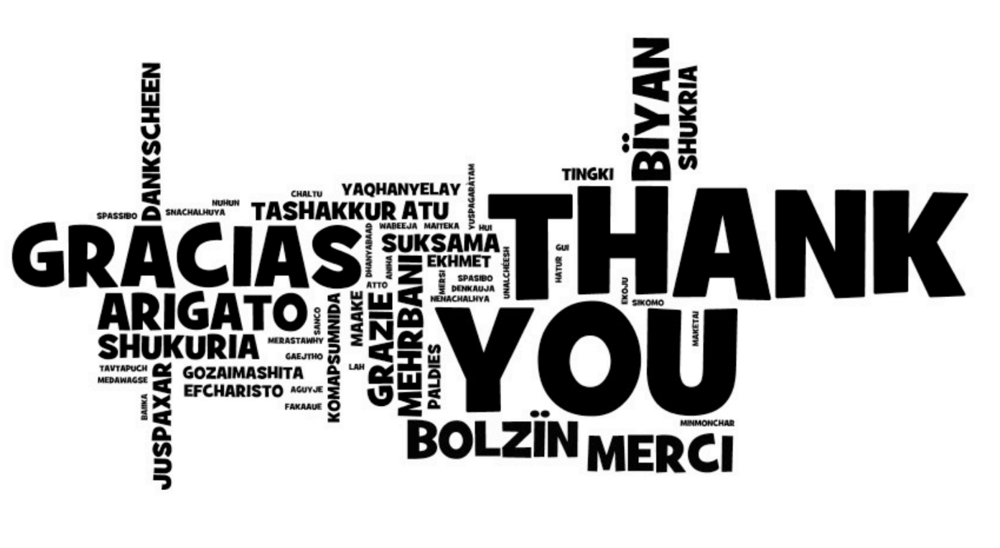 DANKSCHEEN
BÏYAN
SHUKRIA
TINGKI
YAQHANYELAY
YUSPAGARATAM
CHALTU
NUHUN
SNACHALHUYA
SPASSIBO
TASHAKKUR ATU
THANK
GRACIAS
DHANYABAAD
WABEEJA
MAITEKA
HUI
SUKSAMA
EKHMET
ANIHA
UNALCHEESH
GUI
HATUR
MERSI
SPASIBO
DENKAUJA
NENACHALHYA
ATTO
EKOJU
SIKOMO
ARIGATO
SANCO
KOMAPSUMNIDA
MAAKE
GRAZIE
MEHRBANI
YOU
MAKETAI
SHUKURIA
MERASTAWHY
GAEJTHO
LAH
PALDIES
TAVTAPUCH
MEDAWAGSE
JUSPAXAR
GOZAIMASHITA
EFCHARISTO
AGUYJE
FAKAAUE
BAIIKA
BOLZÏN
MERCI
MINMONCHAR